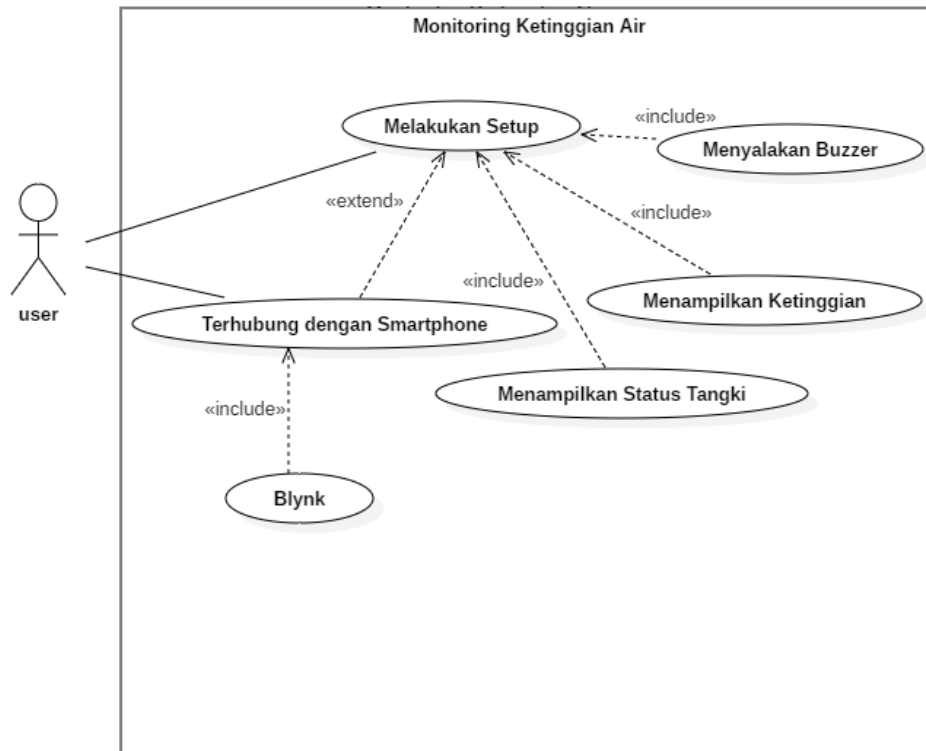 Monitoring Ketinggian Air
Melakukan Setup
«include»
Menyalakan Buzzer
«extend»
«include»
«include»
Menampilkan Ketinggian
user
Terhubung dengan Smartphone
Menampilkan Status Tangki
«include»
Blynk